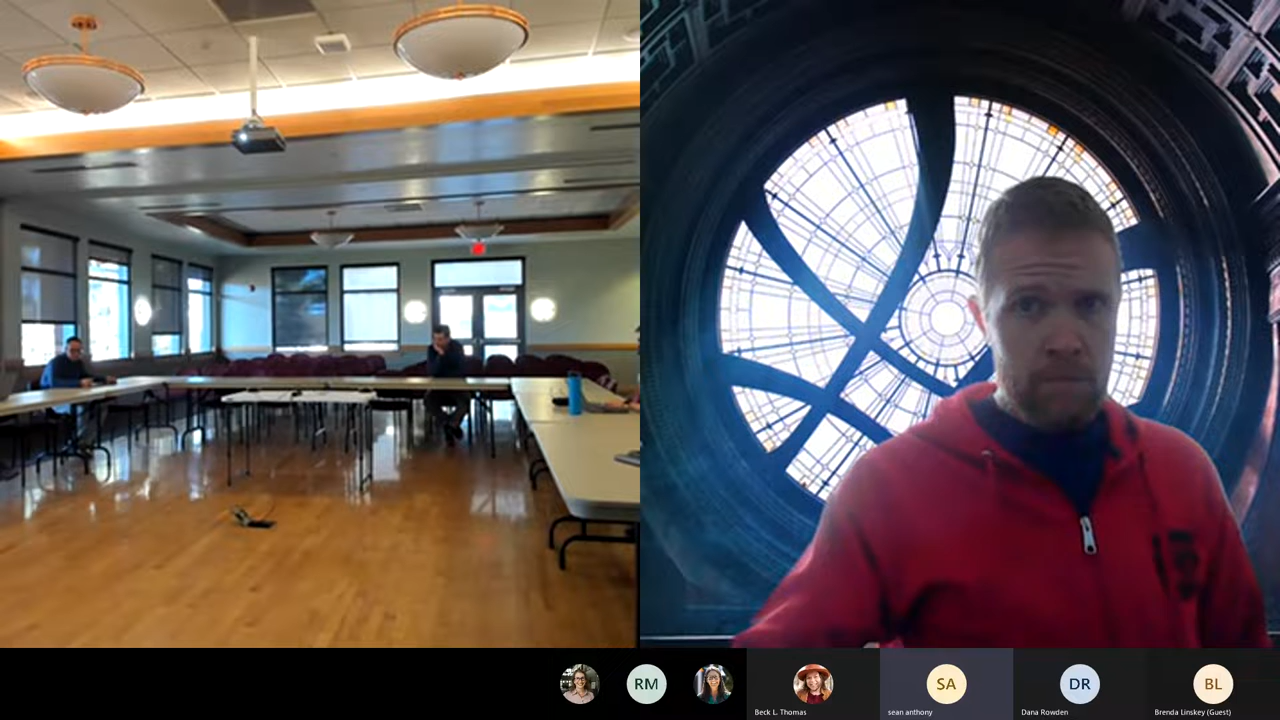 RM
SA
DR
BL
Beck L. Thomas
sean anthony
Dana Rowden
Brenda Linskey (Guest)